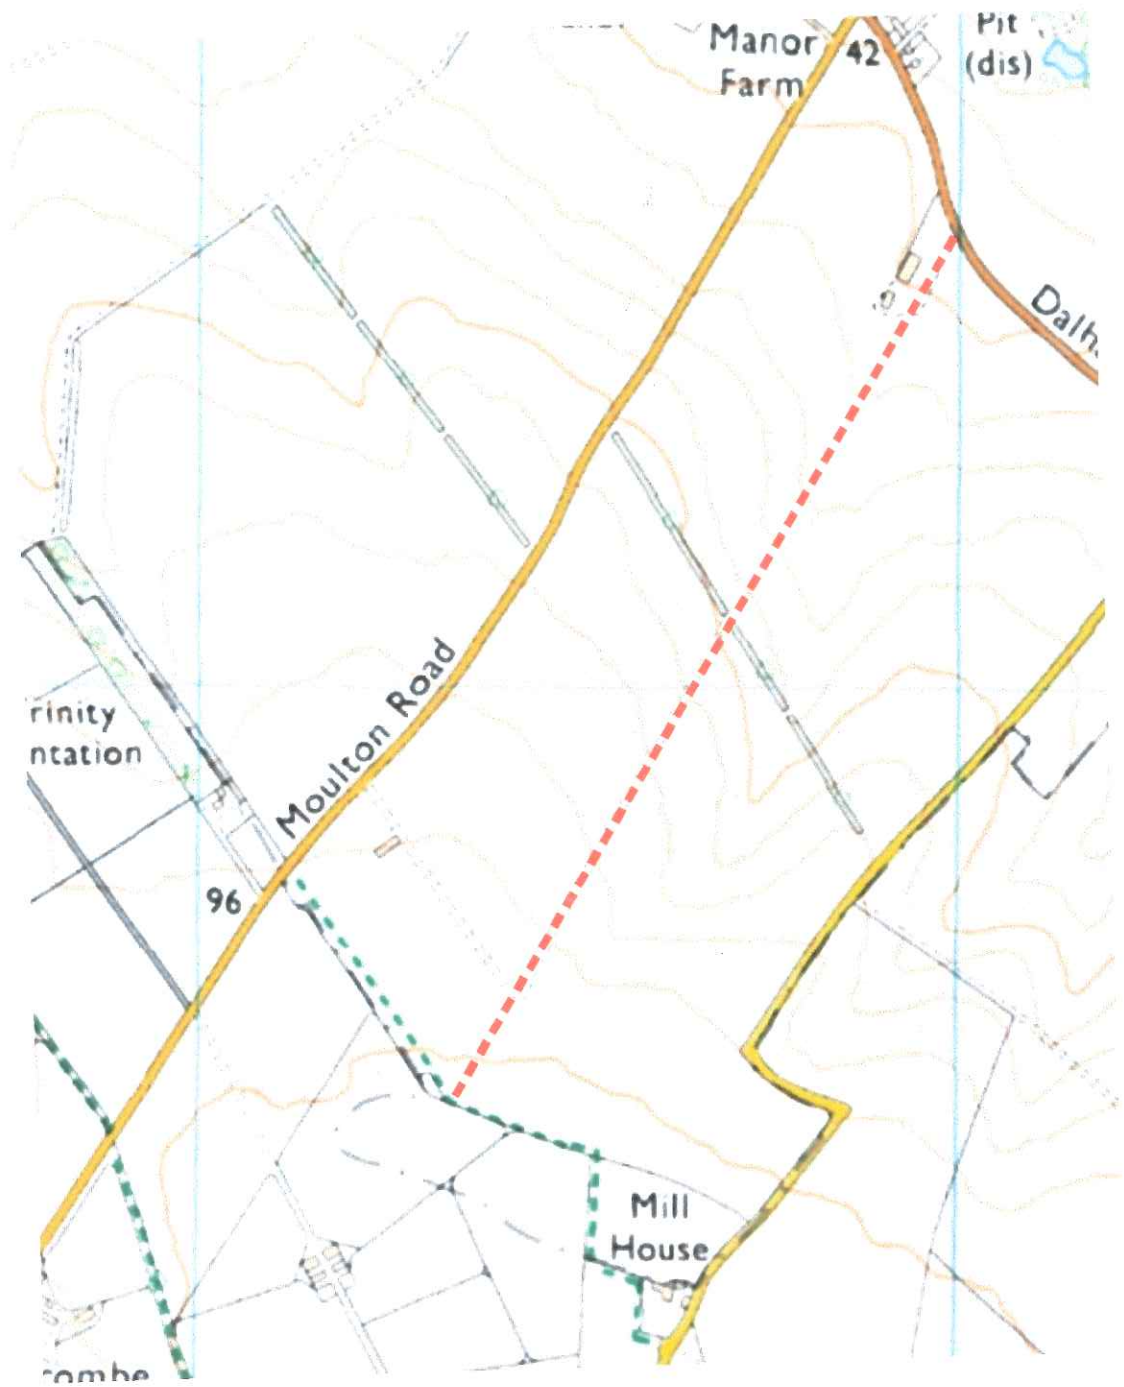 Manor
Farm
42
Pit
(dis)
Dalh
rinity
ntation
Moulton Road
96
Mill
House
combe